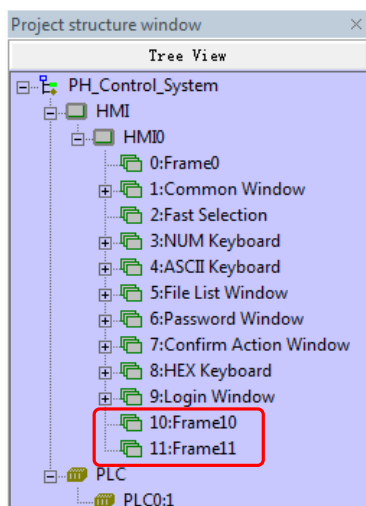 Project structure window
Tree View
PH_Control_System
HMI
HMI0
0:Frame0
1:Common Window
2:Fast Selection
3:NUM Keyboard
4:ASCII Keyboard
5:File List Window
6:Password Window
7:Confirm Action Window
8:HEX Keyboard
9:Login Window
10:Frame10
11:Frame11
PLC
PLC0:1